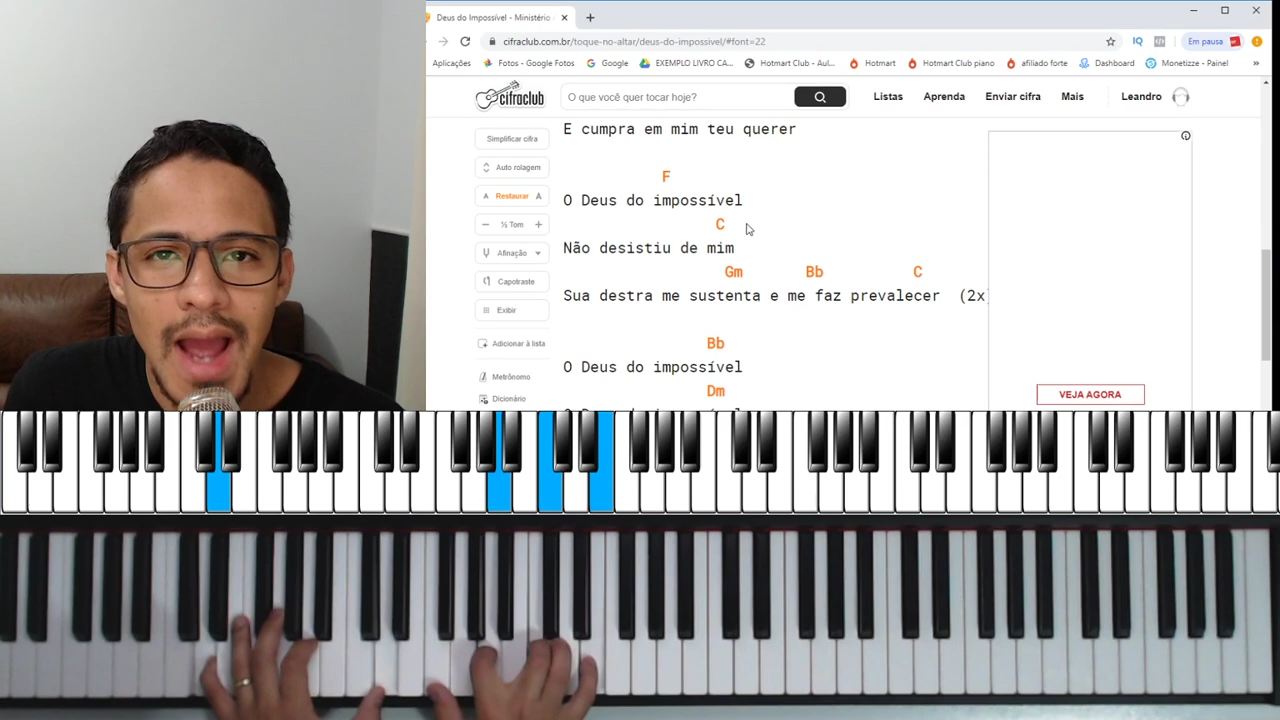 Deus do Impossível - Ministério
cifraclub.com.br/toque-no-altar/deus-do-impossivel/#font=22
IQ
Em pausa
Aplicações
Fotos - Google Fotos
Google
EXEMPLO LIVRO CA...
Hotmart Club - Aul...
Hotmart
Hotmart Club piano
afiliado forte
Dashboard
Monetizze - Painel
»
cifraclub
O que você quer tocar hoje?
Listas
Aprenda
Enviar cifra
Mais
Leandro
Simplificar cifra
Auto rolagem
A Restaurar A
− ½ Tom +
Afinação
Capotraste
Exibir
Adicionar à lista
Metrônomo
Dicionário
E cumpra em mim teu querer
F
O Deus do impossível
C
Não desistiu de mim
Gm Bb C
Sua destra me sustenta e me faz prevalecer (2x)
Bb
O Deus do impossível
Dm
VEJA AGORA